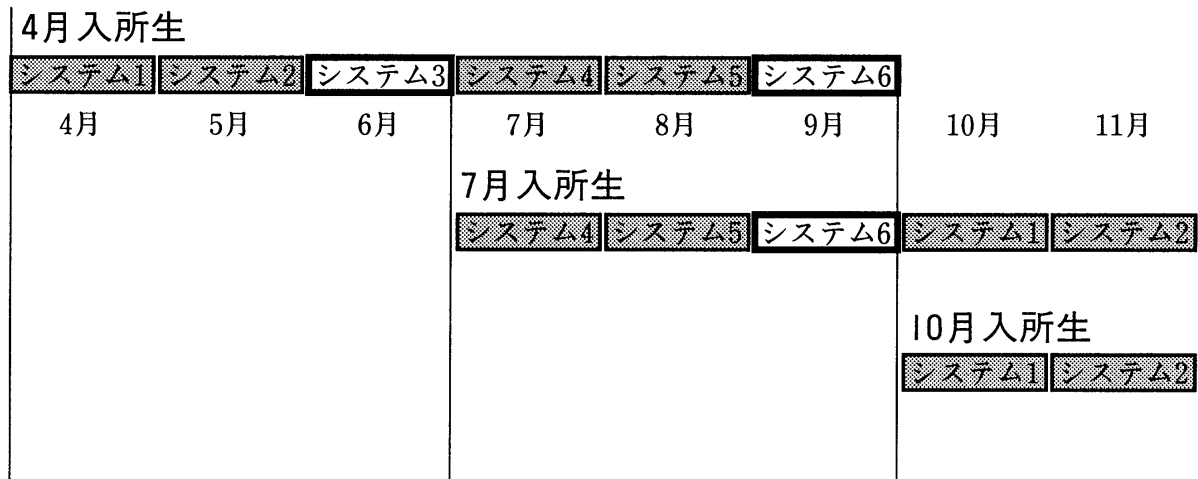 4月入所生
システム1 システム2 システム3 システム4 システム5 システム6
4月 5月 6月 7月 8月 9月 10月 11月
7月入所生
システム4 システム5 システム6 システム1 システム2
10月入所生
システム1 システム2